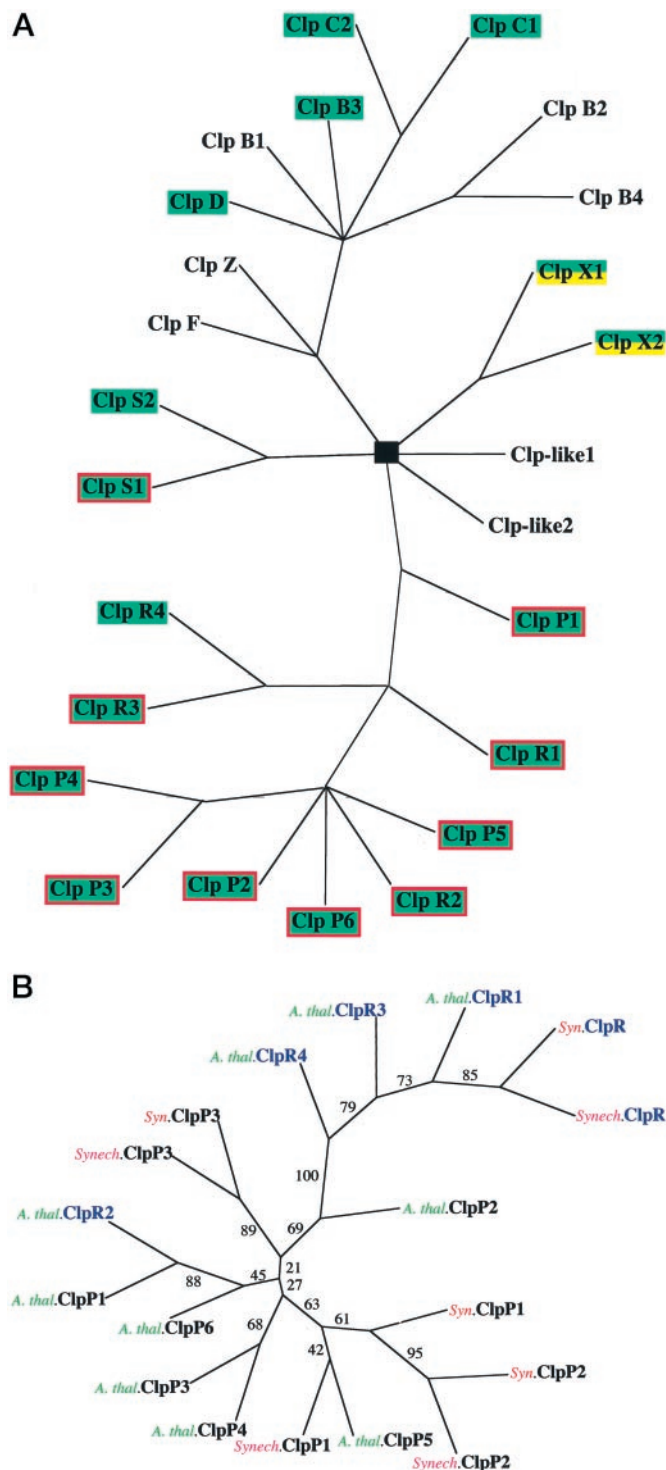 A
Clp C2
Clp C1
Clp B3
Clp B2
Clp B1
Clp B4
Clp D
Clp Z
Clp X1
Clp F
Clp X2
Clp S2
Clp-like1
Clp S1
Clp-like2
Clp R4
Clp P1
Clp R3
Clp R1
Clp P4
Clp P5
Clp P3
Clp P2
Clp R2
Clp P6
B
A. thal.ClpR3
A. thal.ClpR1
Syn.ClpR
A. thal.ClpR4
73
85
79
Synech.ClpR
Syn.ClpP3
Synech.ClpP3
100
A. thal.ClpP2
A. thal.ClpR2
89
69
21
88
45
27
A. thal.ClpP1
63
61
Syn.ClpP1
A. thal.ClpP6
68
42
95
Syn.ClpP2
A. thal.ClpP3
A. thal.ClpP4
Synech.ClpP1
A. thal.ClpP5
Synech.ClpP2